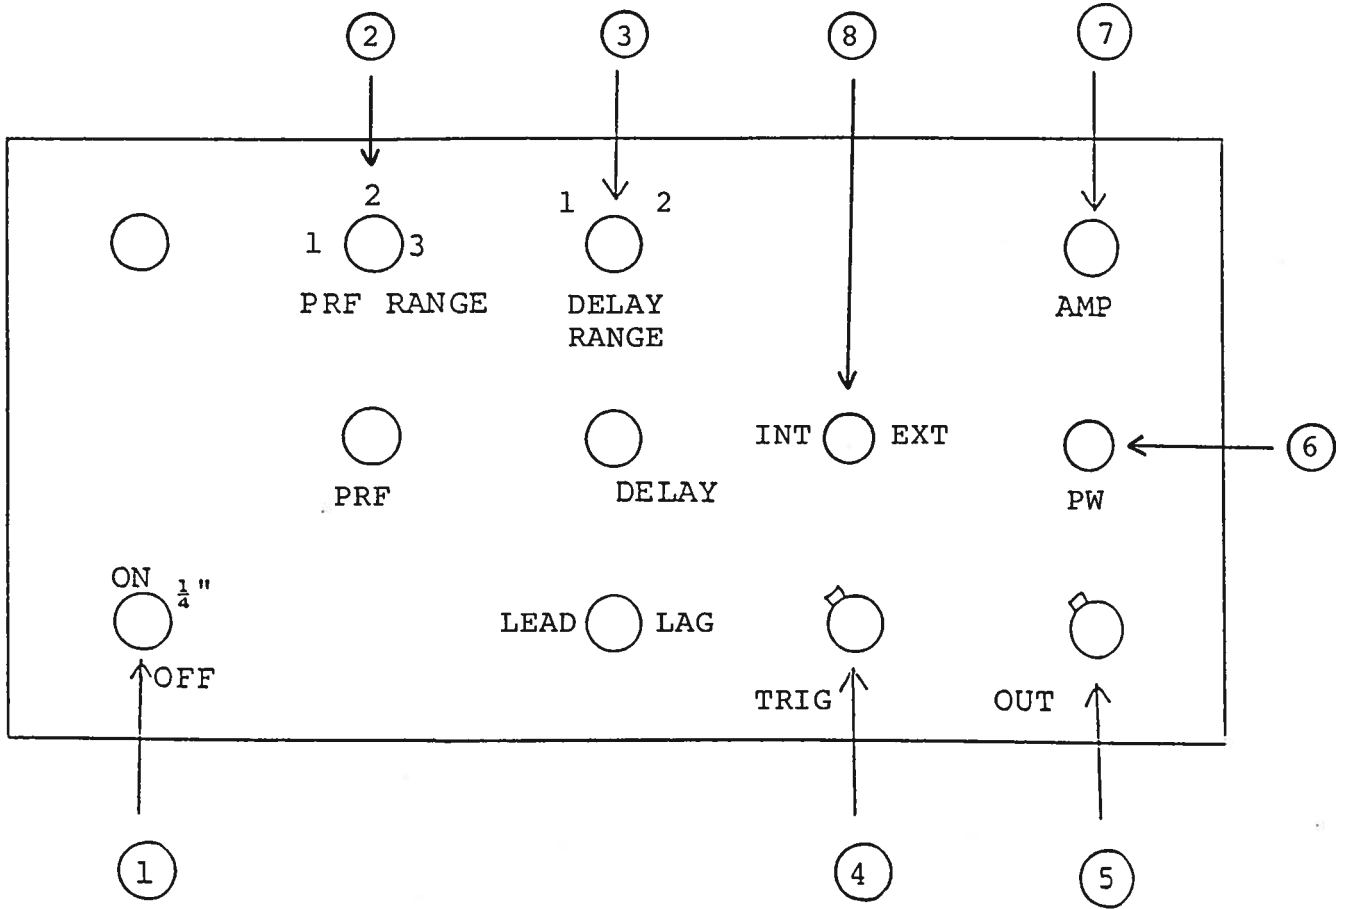 2 3 8 7
2
1 2
1 3
PRF RANGE
DELAY
RANGE
AMP
INT EXT
6
PRF
DELAY
PW
ON 1/4"
OFF
LEAD LAG
TRIG
OUT
1 4 5